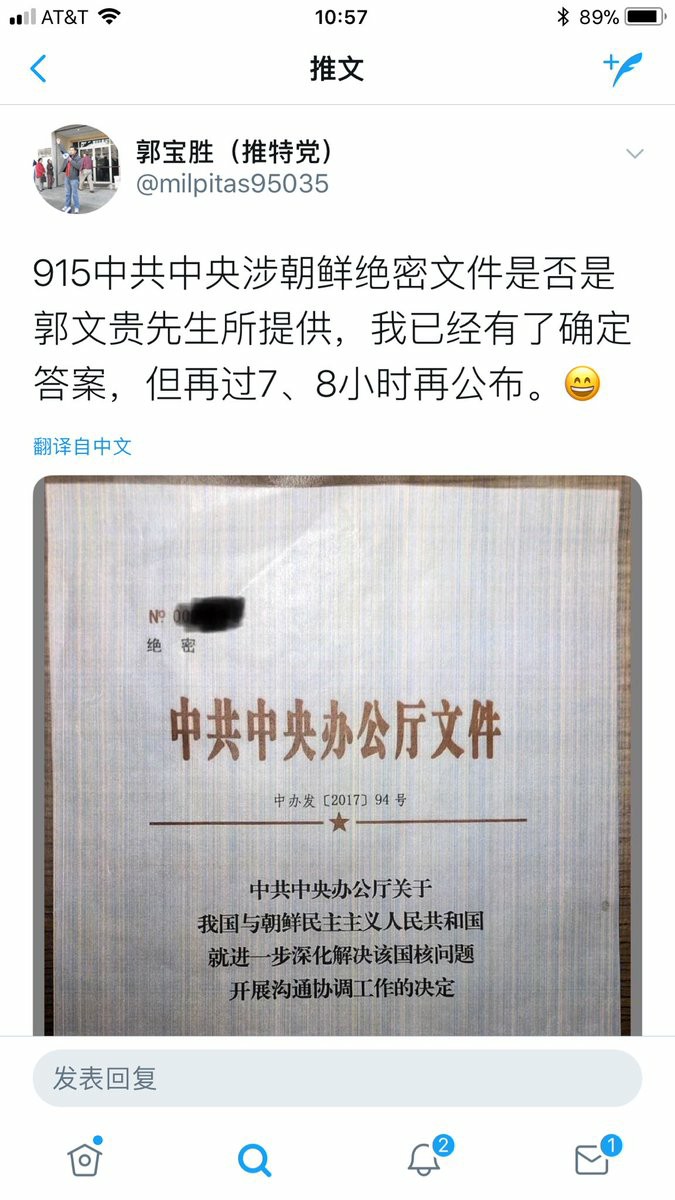 AT&T
10:57
89%
推文
郭宝胜（推特党）
@milpitas95035
915中共中央涉朝鲜绝密文件是否是
郭文贵先生所提供，我已经有了确定
答案，但再过7、8小时再公布。😄
翻译自中文
№ 00
绝 密
中共中央办公厅文件
中办发〔2017〕94 号
中共中央办公厅关于
我国与朝鲜民主主义人民共和国
就进一步深化解决该国核问题
开展沟通协调工作的决定
发表回复
2
1